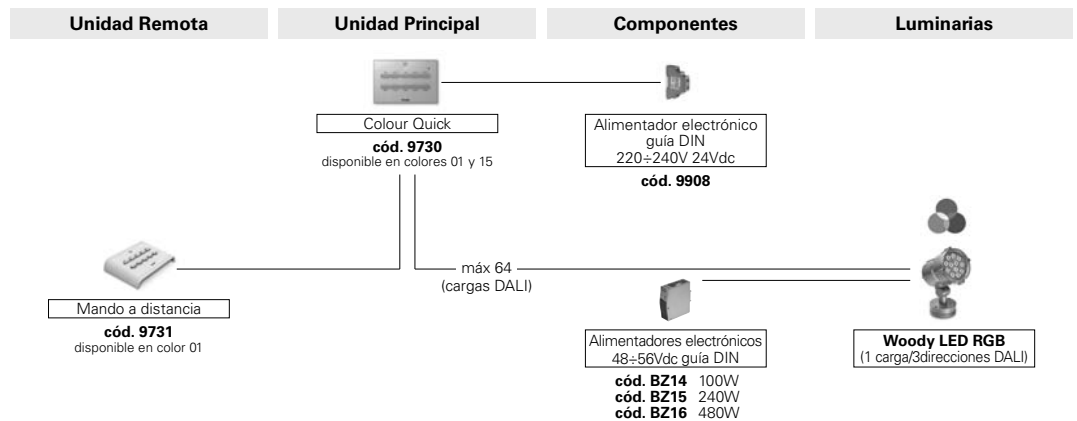 Unidad Remota
Unidad Principal
Componentes
Luminarias
Colour Quick
cód. 9730
disponible en colores 01 y 15
Alimentador electrónico
guía DIN
220÷240V 24Vdc
cód. 9908
Mando a distancia
cód. 9731
disponible en color 01
máx 64
(cargas DALI)
Alimentadores electrónicos
48÷56Vdc guía DIN
cód. BZ14 100W
cód. BZ15 240W
cód. BZ16 480W
Woody LED RGB
(1 carga/3direcciones DALI)